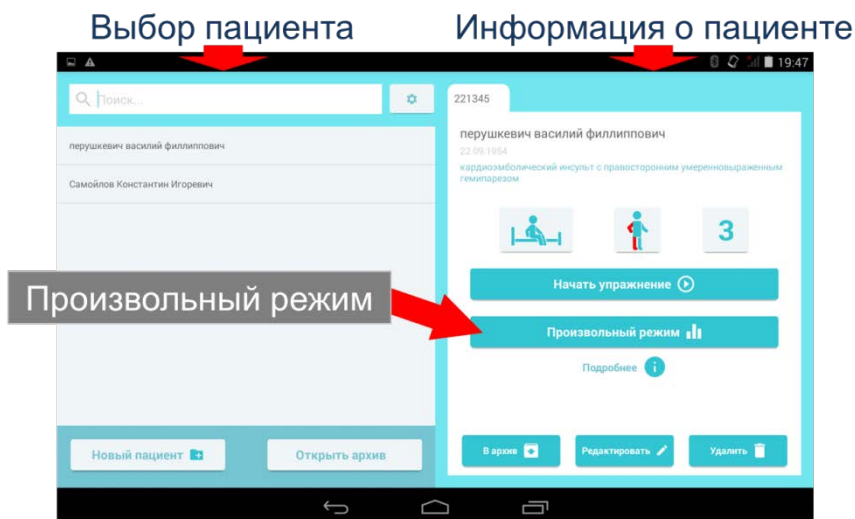 Выбор пациента
Информация о пациенте
19:47
Поиск...
221345
перушкевич василий филлиппович
Самойлов Константин Игоревич
перушкевич василий филлиппович
22.09.1954
кардиоэмболический инсульт с правосторонним умеренновыраженным
гемипарезом
3
Начать упражнение
Произвольный режим
Произвольный режим
Подробнее
Новый пациент
Открыть архив
В архив
Редактировать
Удалить